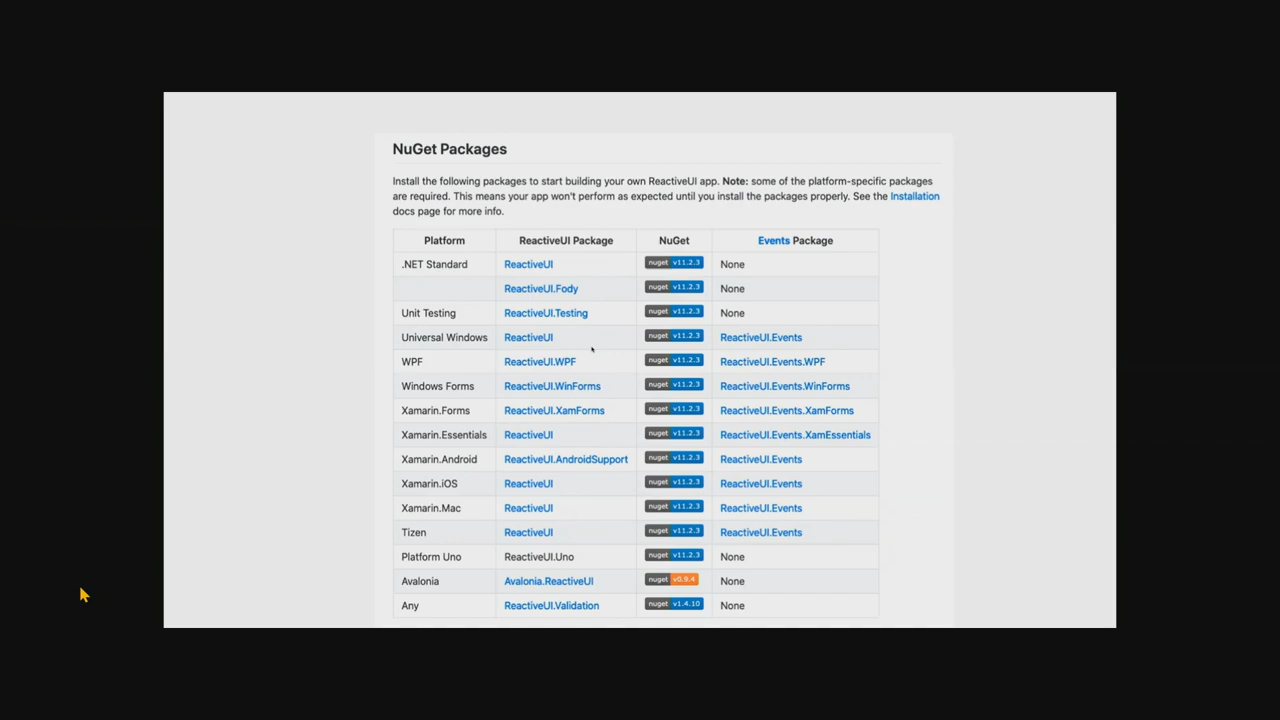 NuGet Packages
Install the following packages to start building your own ReactiveUI app. Note: some of the platform-specific packages
are required. This means your app won't perform as expected until you install the packages properly. See the Installation
docs page for more info.
Platform ReactiveUI Package NuGet Events Package
.NET Standard ReactiveUI nuget v11.2.3 None
ReactiveUI.Fody nuget v11.2.3 None
Unit Testing ReactiveUI.Testing nuget v11.2.3 None
Universal Windows ReactiveUI nuget v11.2.3 ReactiveUI.Events
WPF ReactiveUI.WPF nuget v11.2.3 ReactiveUI.Events.WPF
Windows Forms ReactiveUI.WinForms nuget v11.2.3 ReactiveUI.Events.WinForms
Xamarin.Forms ReactiveUI.XamForms nuget v11.2.3 ReactiveUI.Events.XamForms
Xamarin.Essentials ReactiveUI nuget v11.2.3 ReactiveUI.Events.XamEssentials
Xamarin.Android ReactiveUI.AndroidSupport nuget v11.2.3 ReactiveUI.Events
Xamarin.iOS ReactiveUI nuget v11.2.3 ReactiveUI.Events
Xamarin.Mac ReactiveUI nuget v11.2.3 ReactiveUI.Events
Tizen ReactiveUI nuget v11.2.3 ReactiveUI.Events
Platform Uno ReactiveUI.Uno nuget v11.2.3 None
Avalonia Avalonia.ReactiveUI nuget v0.9.4 None
Any ReactiveUI.Validation nuget v1.4.10 None